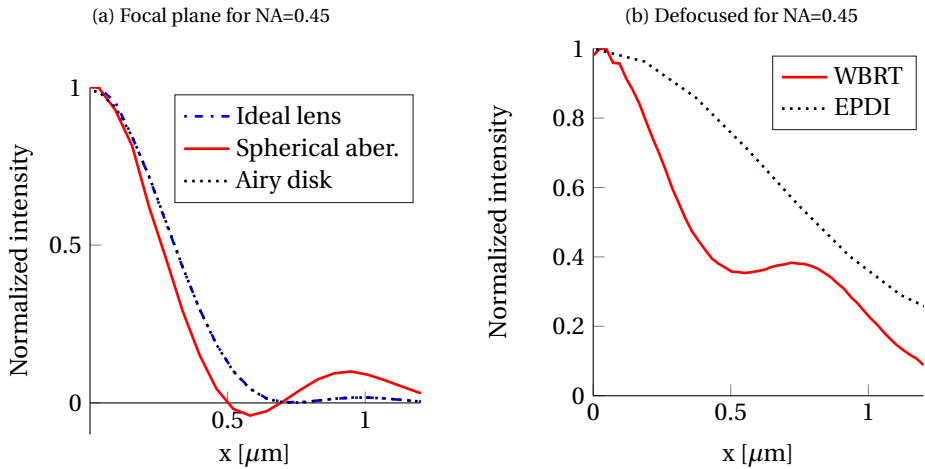 (a) Focal plane for NA=0.45
Normalized intensity
1
0.5
0
0.5
1
x [μm]
Ideal lens
Spherical aber.
Airy disk
(b) Defocused for NA=0.45
Normalized intensity
1
0.8
0.6
0.4
0.2
0
0
0.5
1
x [μm]
WBRT
EPDI